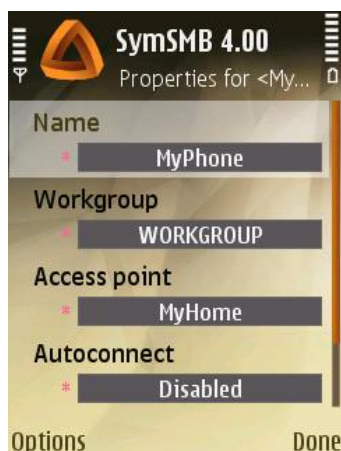 SymSMB 4.00
Properties for <My...
Name
* MyPhone
Workgroup
* WORKGROUP
Access point
* MyHome
Autoconnect
* Disabled
Options Done